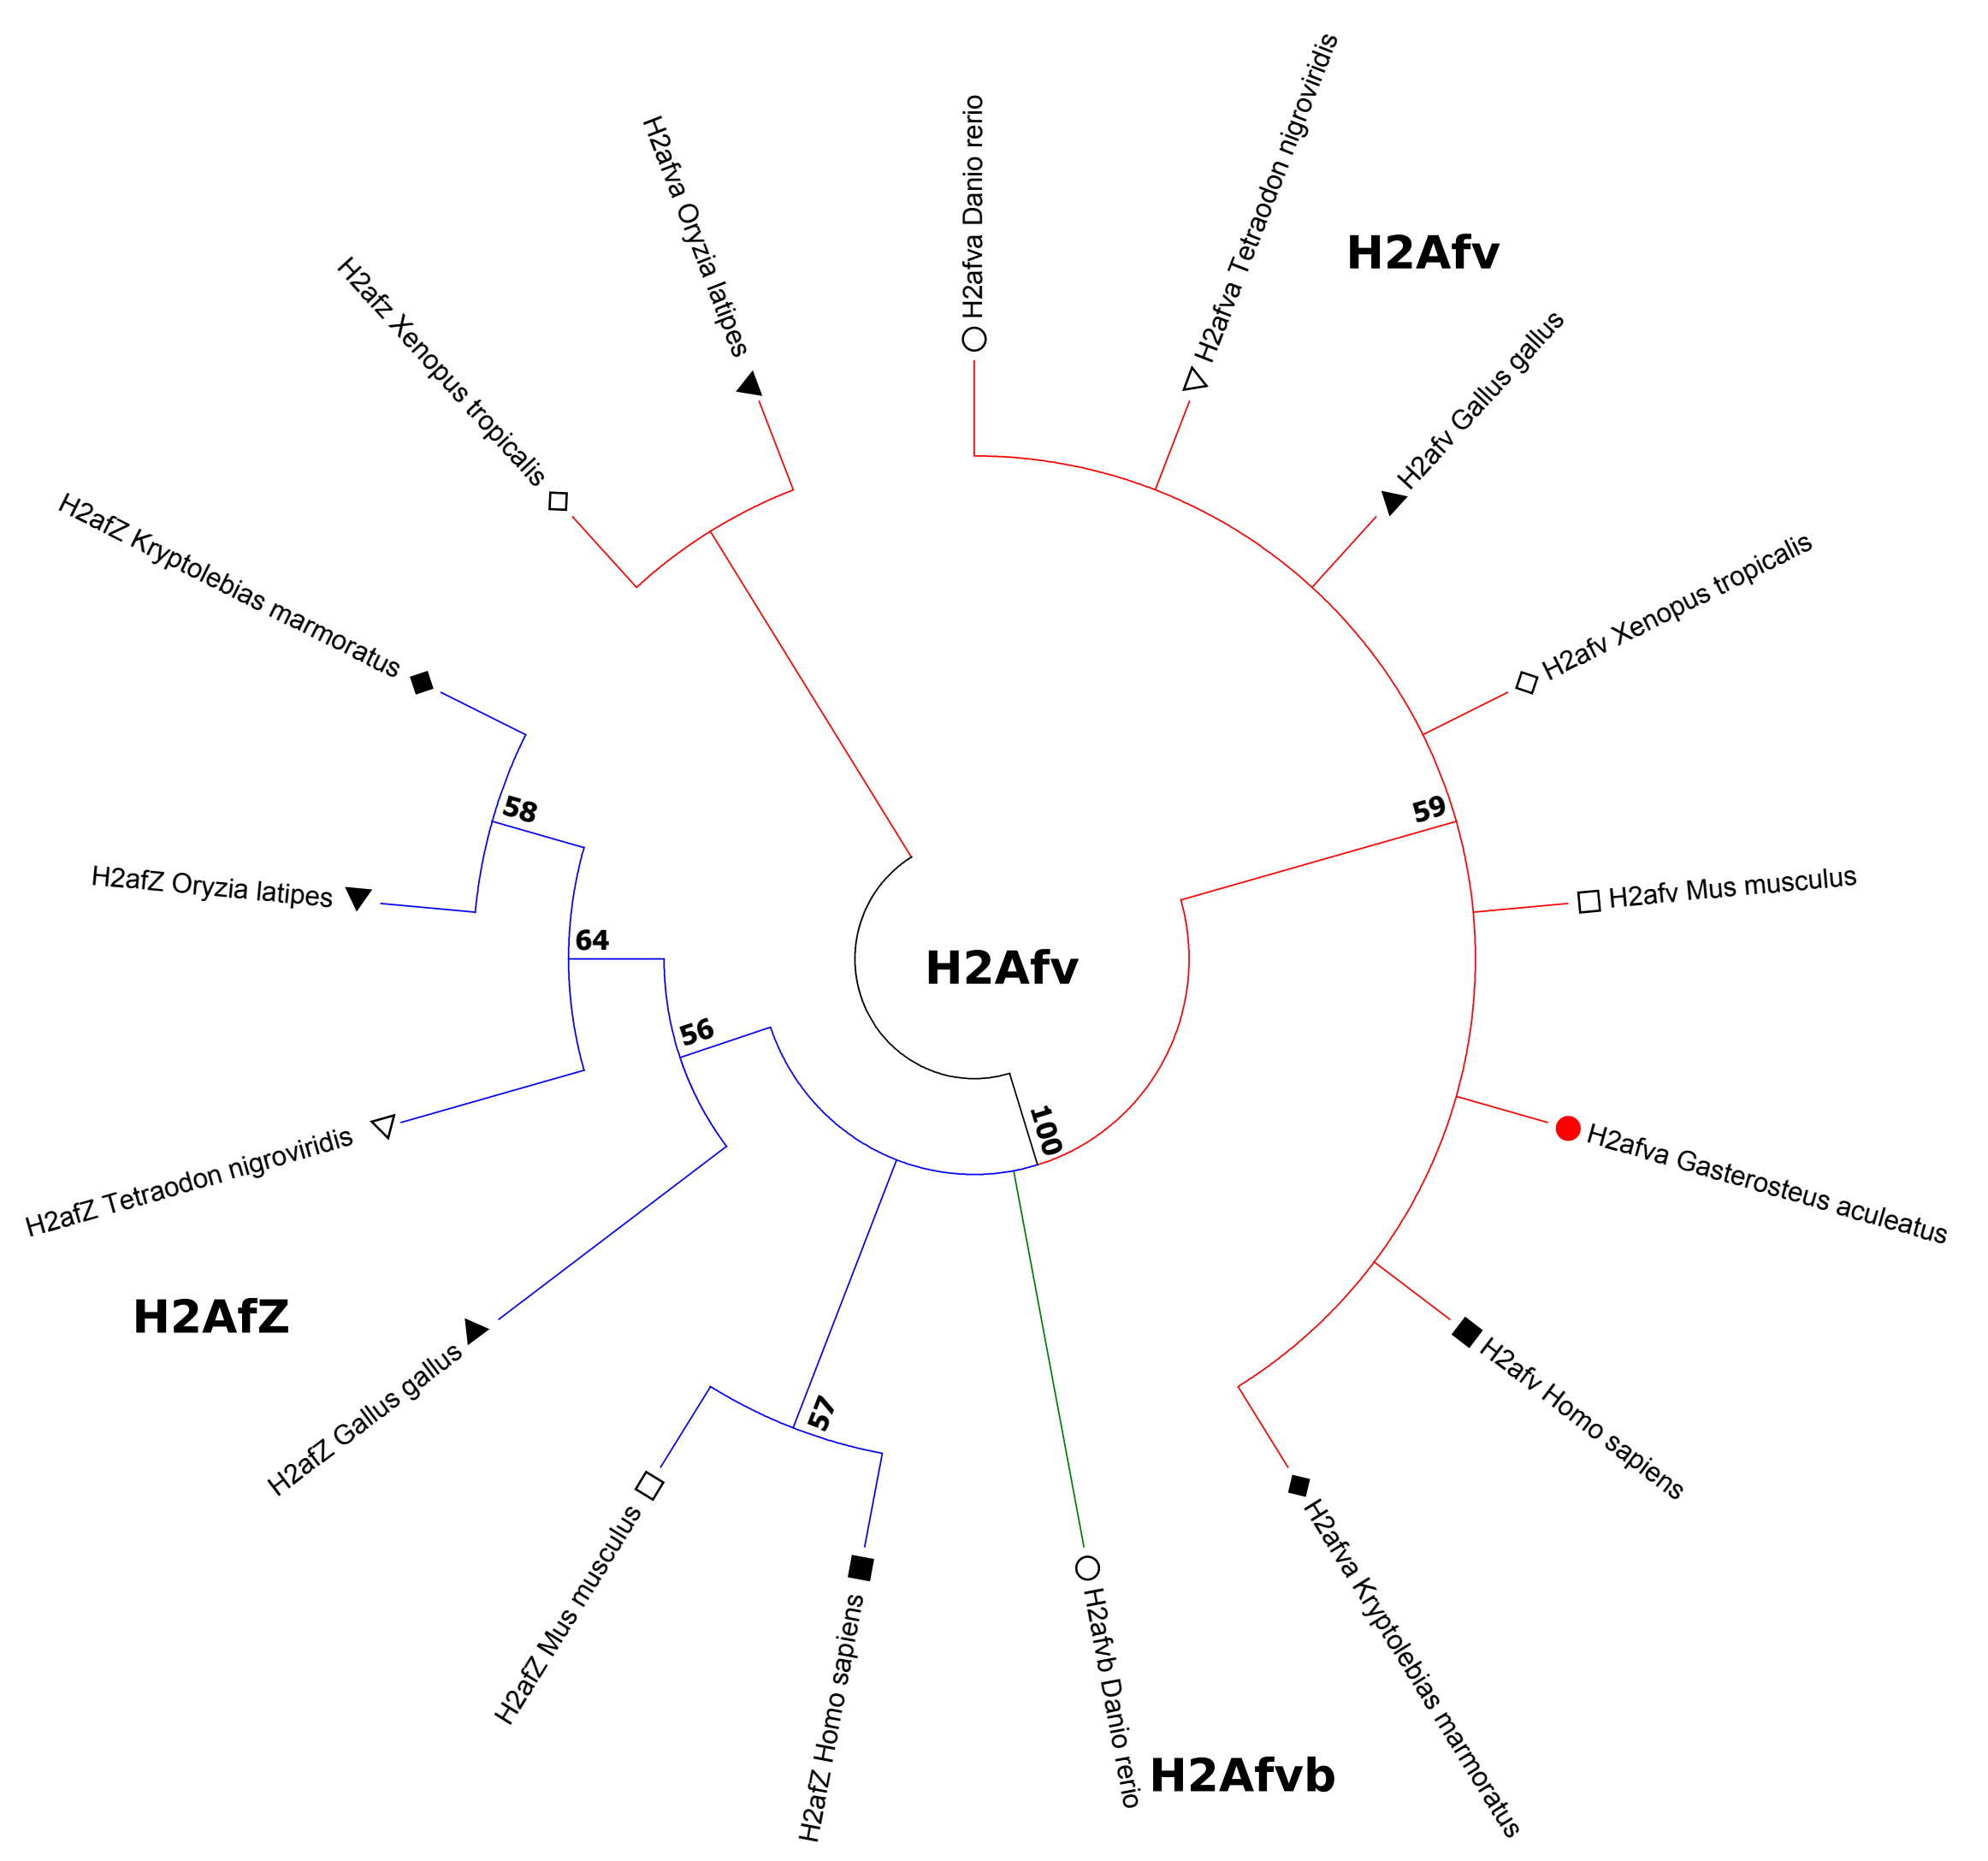 H2afva Danio rerio
H2afva Tetraodon nigroviridis
H2Afv
H2afv Gallus gallus
H2afv Xenopus tropicalis
59
H2afv Mus musculus
H2afva Gasterosteus aculeatus
H2afv Homo sapiens
H2afva Kryptolebias marmoratus
H2Afvb
H2afvb Danio rerio
H2afZ Homo sapiens
57
H2afZ Mus musculus
H2afZ Gallus gallus
H2AfZ
H2afZ Tetraodon nigroviridis
56
64
H2afZ Oryzia latipes
58
H2afZ Kryptolebias marmoratus
H2afz Xenopus tropicalis
H2afva Oryzia latipes
H2Afv
100